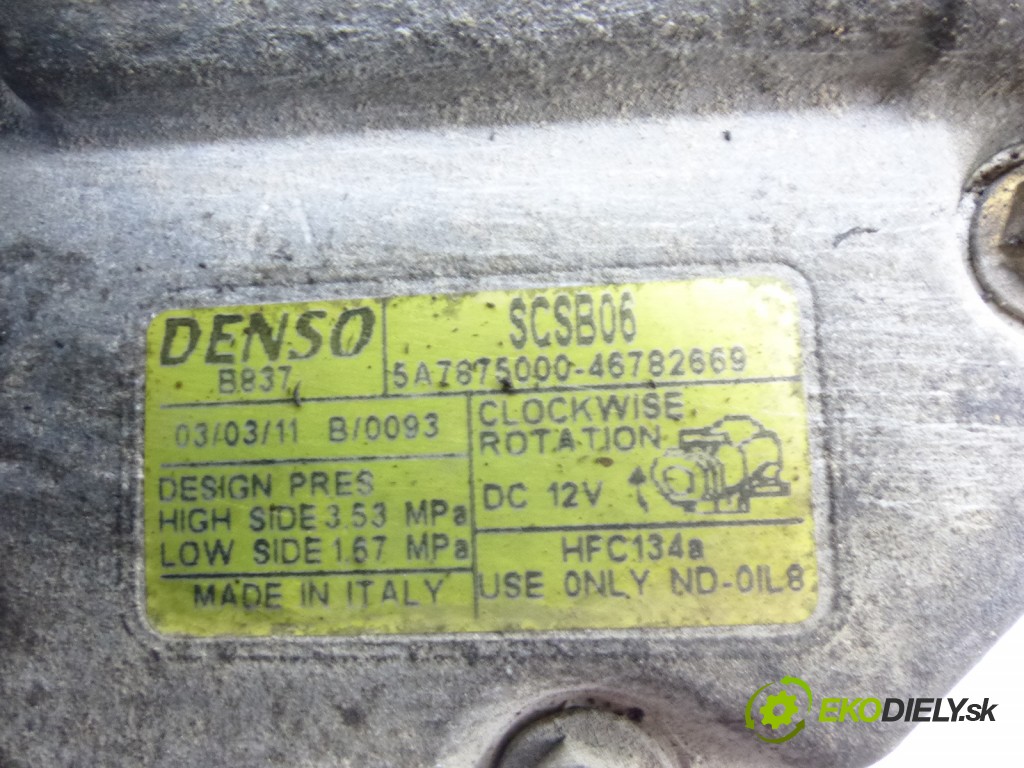 DENSO
B837
SCSB06
5A7875000-46782669
03/03/11 B/0093
DESIGN PRES
HIGH SIDE 3.53 MPa
LOW SIDE 1.67 MPa
MADE IN ITALY
CLOCKWISE
ROTATION
DC 12V
HFC134a
USE ONLY ND-OIL8
EKODIELY.sk